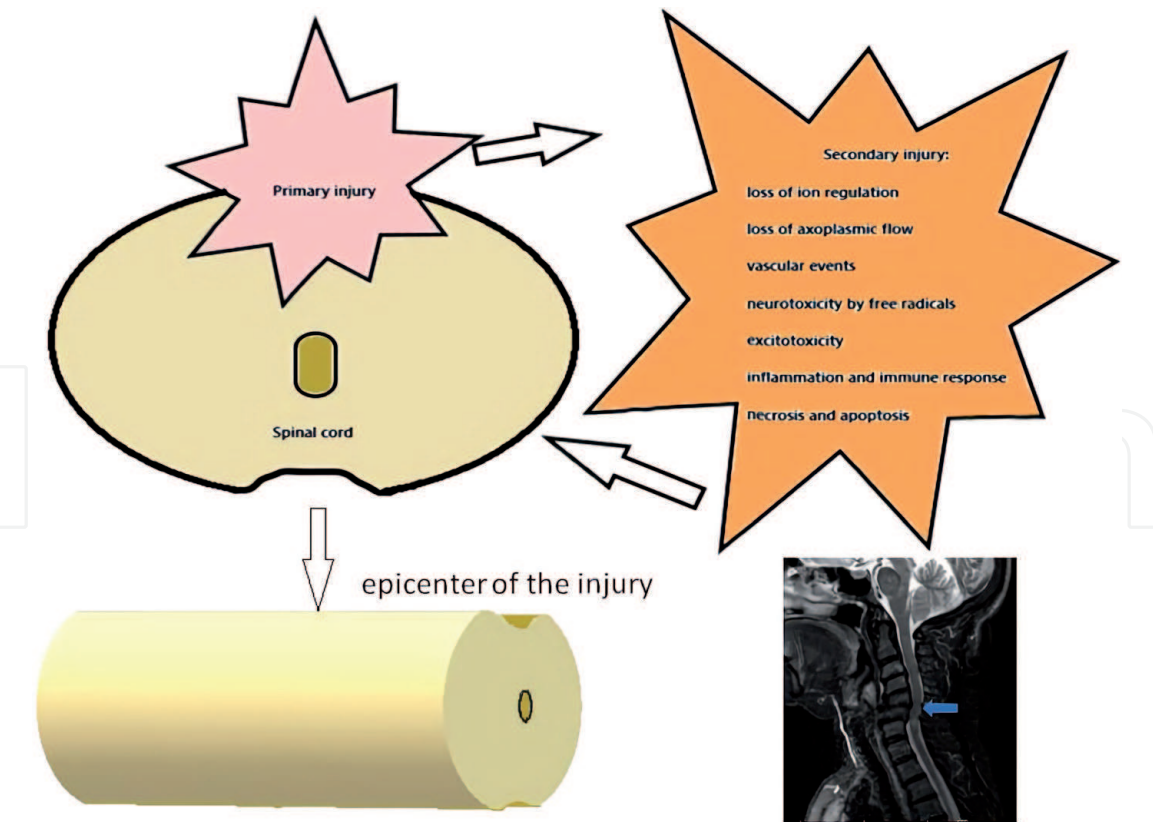 Primary injury
Secondary injury:
loss of ion regulation
loss of axoplasmic flow
vascular events
neurotoxicity by free radicals
excitotoxicity
inflammation and immune response
necrosis and apoptosis
Spinal cord
epicenter of the injury